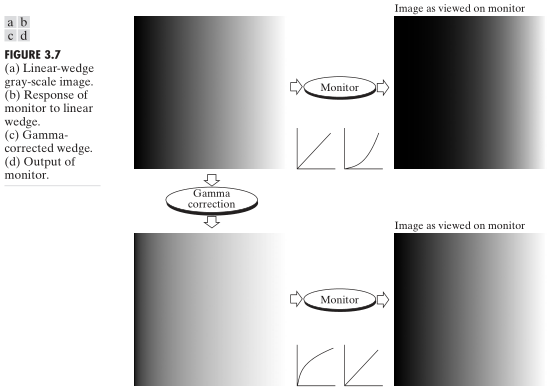 a b
c d
FIGURE 3.7
(a) Linear-wedge
gray-scale image.
(b) Response of
monitor to linear
wedge.
(c) Gamma-
corrected wedge.
(d) Output of
monitor.
Image as viewed on monitor
Monitor
Gamma
correction
Image as viewed on monitor
Monitor